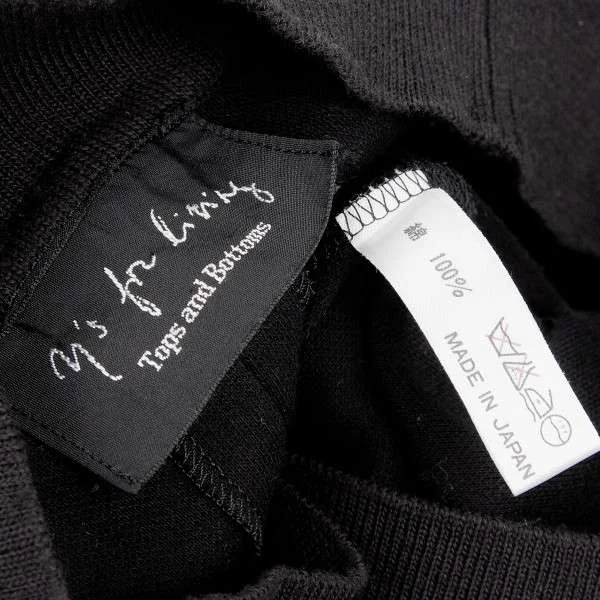 Y's for living
Tops and Bottoms
綿
100%
MADE IN JAPAN